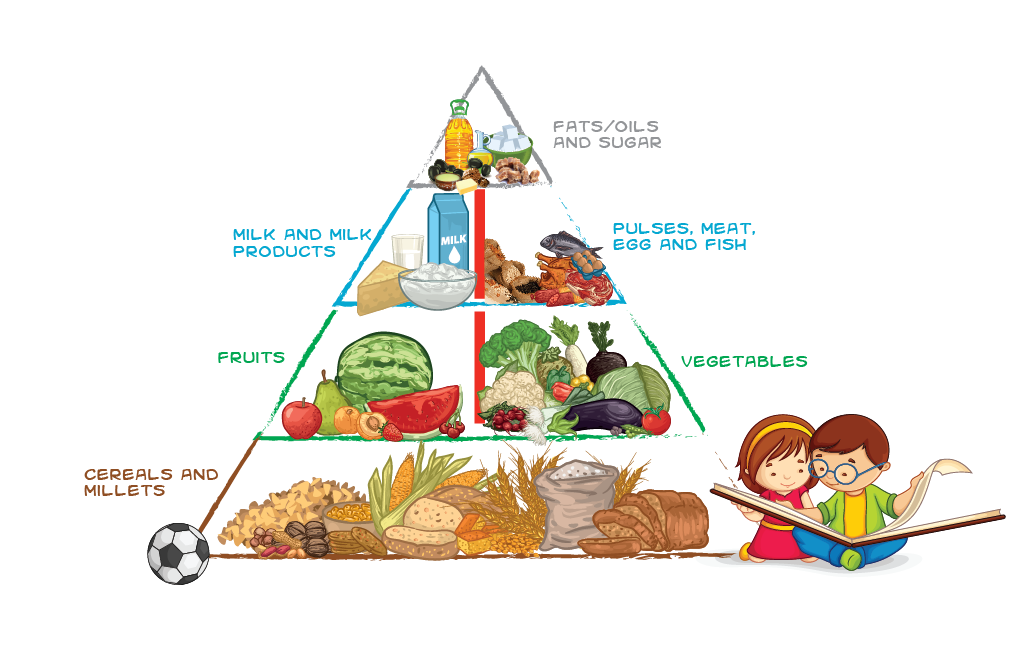 FATS/OILS
AND SUGAR
MILK AND MILK
PRODUCTS
MILK
PULSES, MEAT,
EGG AND FISH
FRUITS
VEGETABLES
CEREALS AND
MILLETS